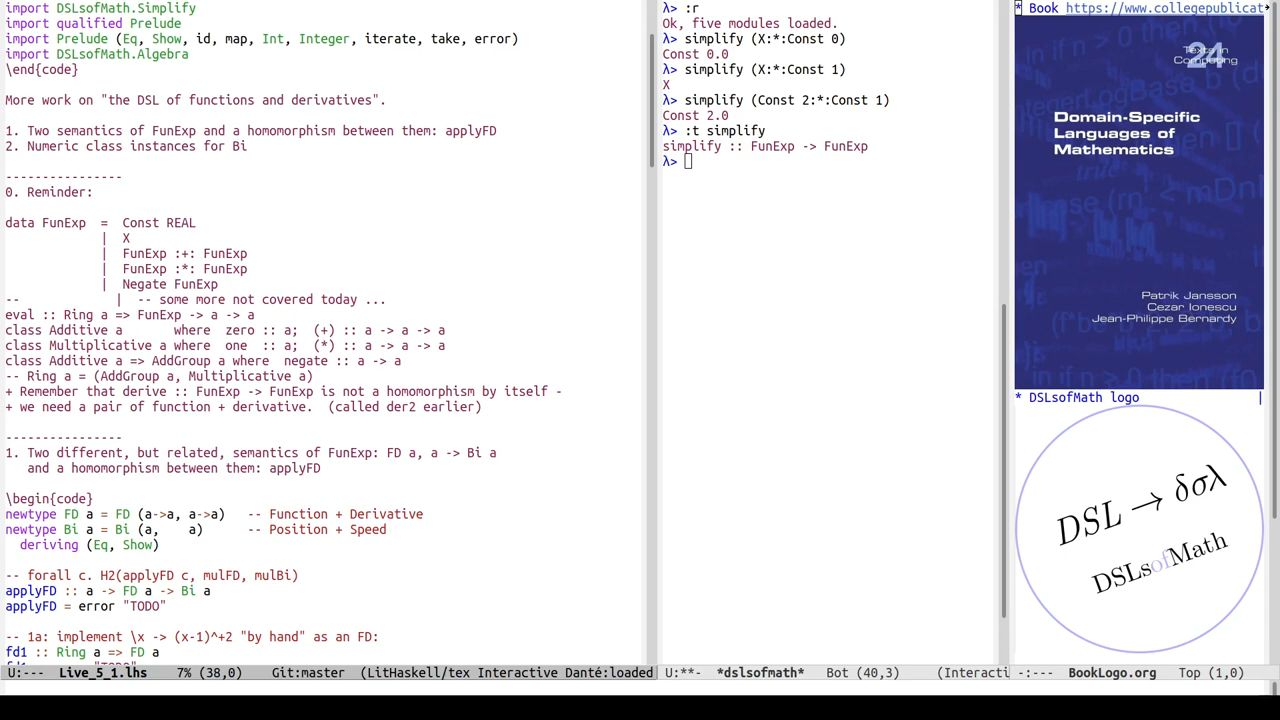 import DSLsofMath.Simplify
import qualified Prelude
import Prelude (Eq, Show, id, map, Int, Integer, iterate, take, error)
import DSLsofMath.Algebra
\end{code}
More work on "the DSL of functions and derivatives".
1. Two semantics of FunExp and a homomorphism between them: applyFD
2. Numeric class instances for Bi
---------------
0. Reminder:
data FunExp  =  Const REAL
             |  X
             |  FunExp :+: FunExp
             |  FunExp :*: FunExp
             |  Negate FunExp
--             |  -- some more not covered today ...
eval :: Ring a => FunExp -> a -> a
class Additive a       where  zero :: a;  (+) :: a -> a -> a
class Multiplicative a where  one  :: a;  (*) :: a -> a -> a
class Additive a => AddGroup a where  negate :: a -> a
-- Ring a = (AddGroup a, Multiplicative a)
+ Remember that derive :: FunExp -> FunExp is not a homomorphism by itself -
+ we need a pair of function + derivative.  (called der2 earlier)
---------------
1. Two different, but related, semantics of FunExp: FD a, a -> Bi a
   and a homomorphism between them: applyFD
\begin{code}
newtype FD a = FD (a->a, a->a)   -- Function + Derivative
newtype Bi a = Bi (a,    a)      -- Position + Speed
  deriving (Eq, Show)
-- forall c. H2(applyFD c, mulFD, mulBi)
applyFD :: a -> FD a -> Bi a
applyFD = error "TODO"
-- 1a: implement \x -> (x-1)^+2 "by hand" as an FD:
fd1 :: Ring a => FD a
U:---  Live_5_1.lhs    7% (38,0)    Git:master  (LitHaskell/tex Interactive Danté:loaded
λ> :r
Ok, five modules loaded.
λ> simplify (X:*:Const 0)
Const 0.0
λ> simplify (X:*:Const 1)
X
λ> simplify (Const 2:*:Const 1)
Const 2.0
λ> :t simplify
simplify :: FunExp -> FunExp
λ>
U:**-  *dslsofmath*   Bot (40,3)     (Interacti
* Book https://www.collegepublicat
24
Texts in
Computing
Domain-Specific
Languages of
Mathematics
Patrik Jansson
Cezar Ionescu
Jean-Philippe Bernardy
* DSLsofMath logo |
DSL → δσλ
DSLsofMath
-:---  BookLogo.org   Top (1,0)